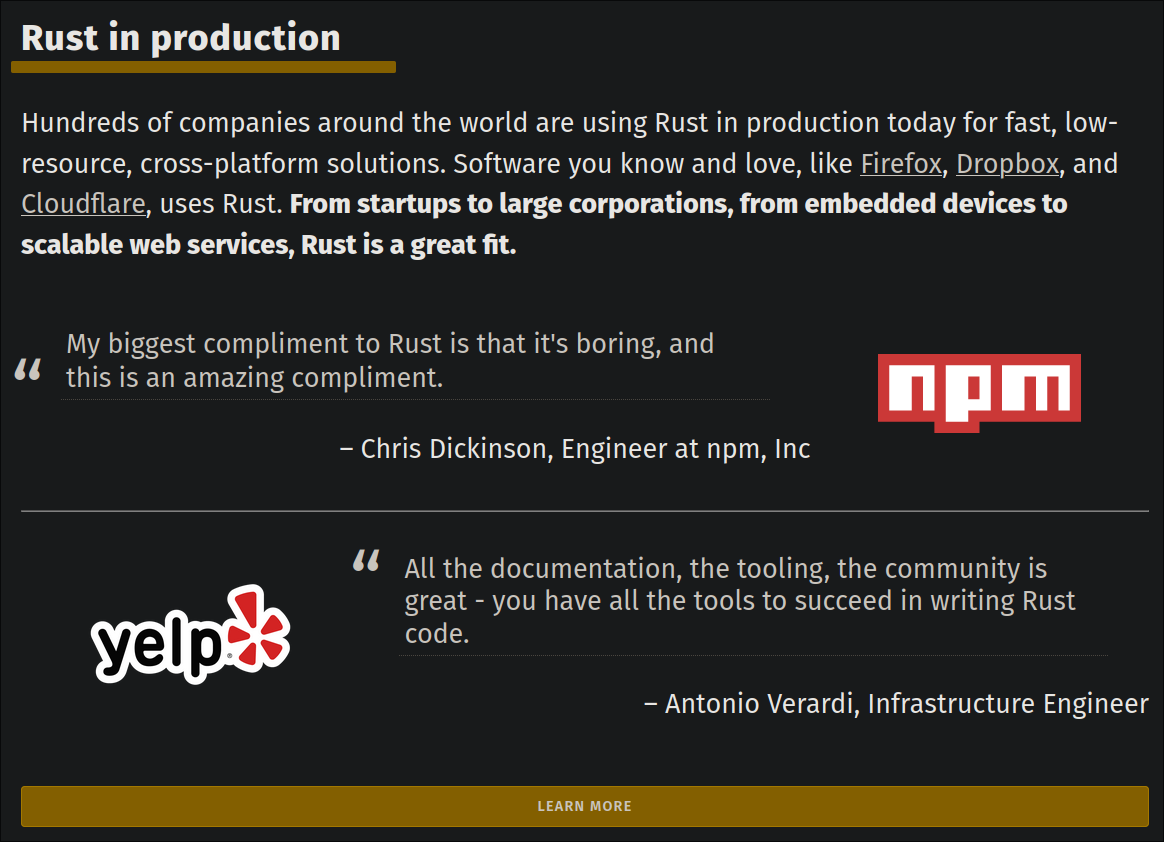 Rust in production
Hundreds of companies around the world are using Rust in production today for fast, low-
resource, cross-platform solutions. Software you know and love, like Firefox, Dropbox, and
Cloudflare, uses Rust. From startups to large corporations, from embedded devices to
scalable web services, Rust is a great fit.
“ My biggest compliment to Rust is that it's boring, and
this is an amazing compliment.
– Chris Dickinson, Engineer at npm, Inc
npm
yelp®
“ All the documentation, the tooling, the community is
great - you have all the tools to succeed in writing Rust
code.
– Antonio Verardi, Infrastructure Engineer
LEARN MORE